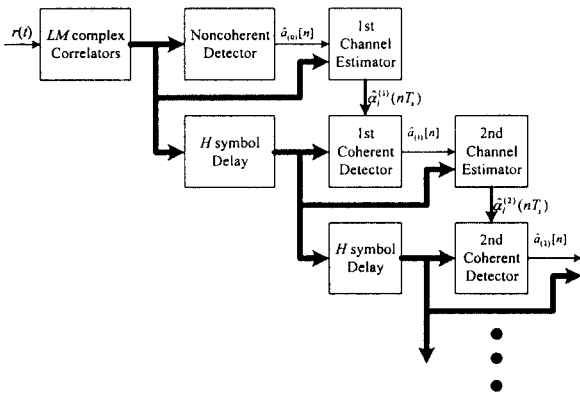 r(t)
LM complex
Correlators
Noncoherent
Detector
â₍₀₎[n]
1st
Channel
Estimator
α̂ₗ⁽¹⁾(nTₛ)
H symbol
Delay
1st
Coherent
Detector
â₍₁₎[n]
2nd
Channel
Estimator
α̂ₗ⁽²⁾(nTₛ)
H symbol
Delay
2nd
Coherent
Detector
â₍₂₎[n]